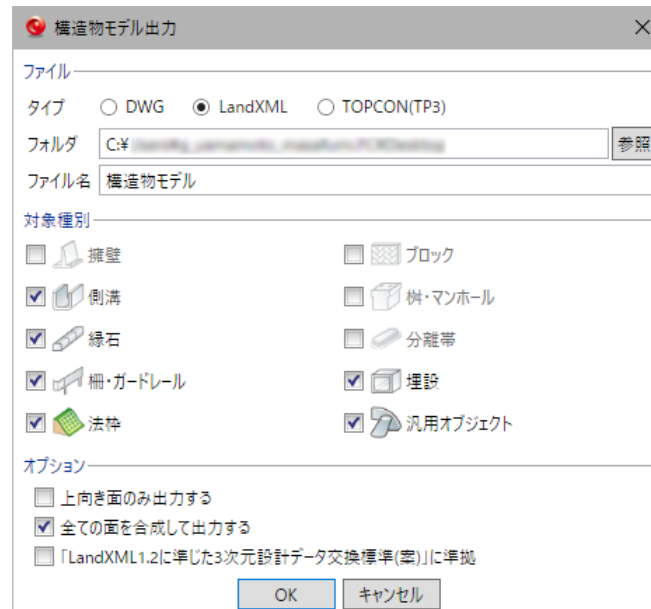 構造物モデル出力
ファイル
タイプ DWG LandXML TOPCON(TP3)
フォルダ C:¥ 参照
ファイル名 構造物モデル
対象種別
擁壁 ブロック
側溝 桝・マンホール
縁石 分離帯
柵・ガードレール 埋設
法枠 汎用オブジェクト
オプション
上向き面のみ出力する
全ての面を合成して出力する
「LandXML1.2に準じた3次元設計データ交換標準(案)」に準拠
OK キャンセル